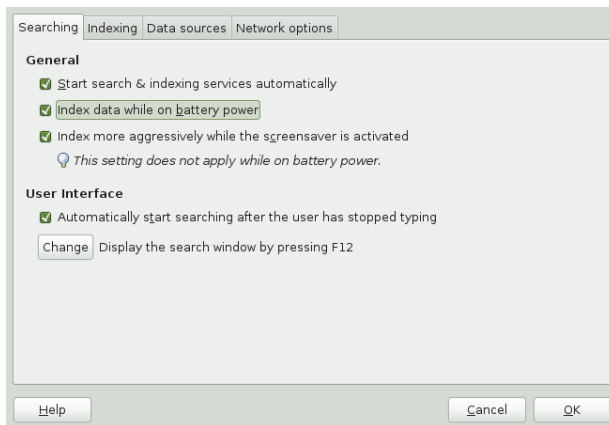 Searching Indexing Data sources Network options
General
Start search & indexing services automatically
Index data while on battery power
Index more aggressively while the screensaver is activated
This setting does not apply while on battery power.
User Interface
Automatically start searching after the user has stopped typing
Change Display the search window by pressing F12
Help Cancel OK